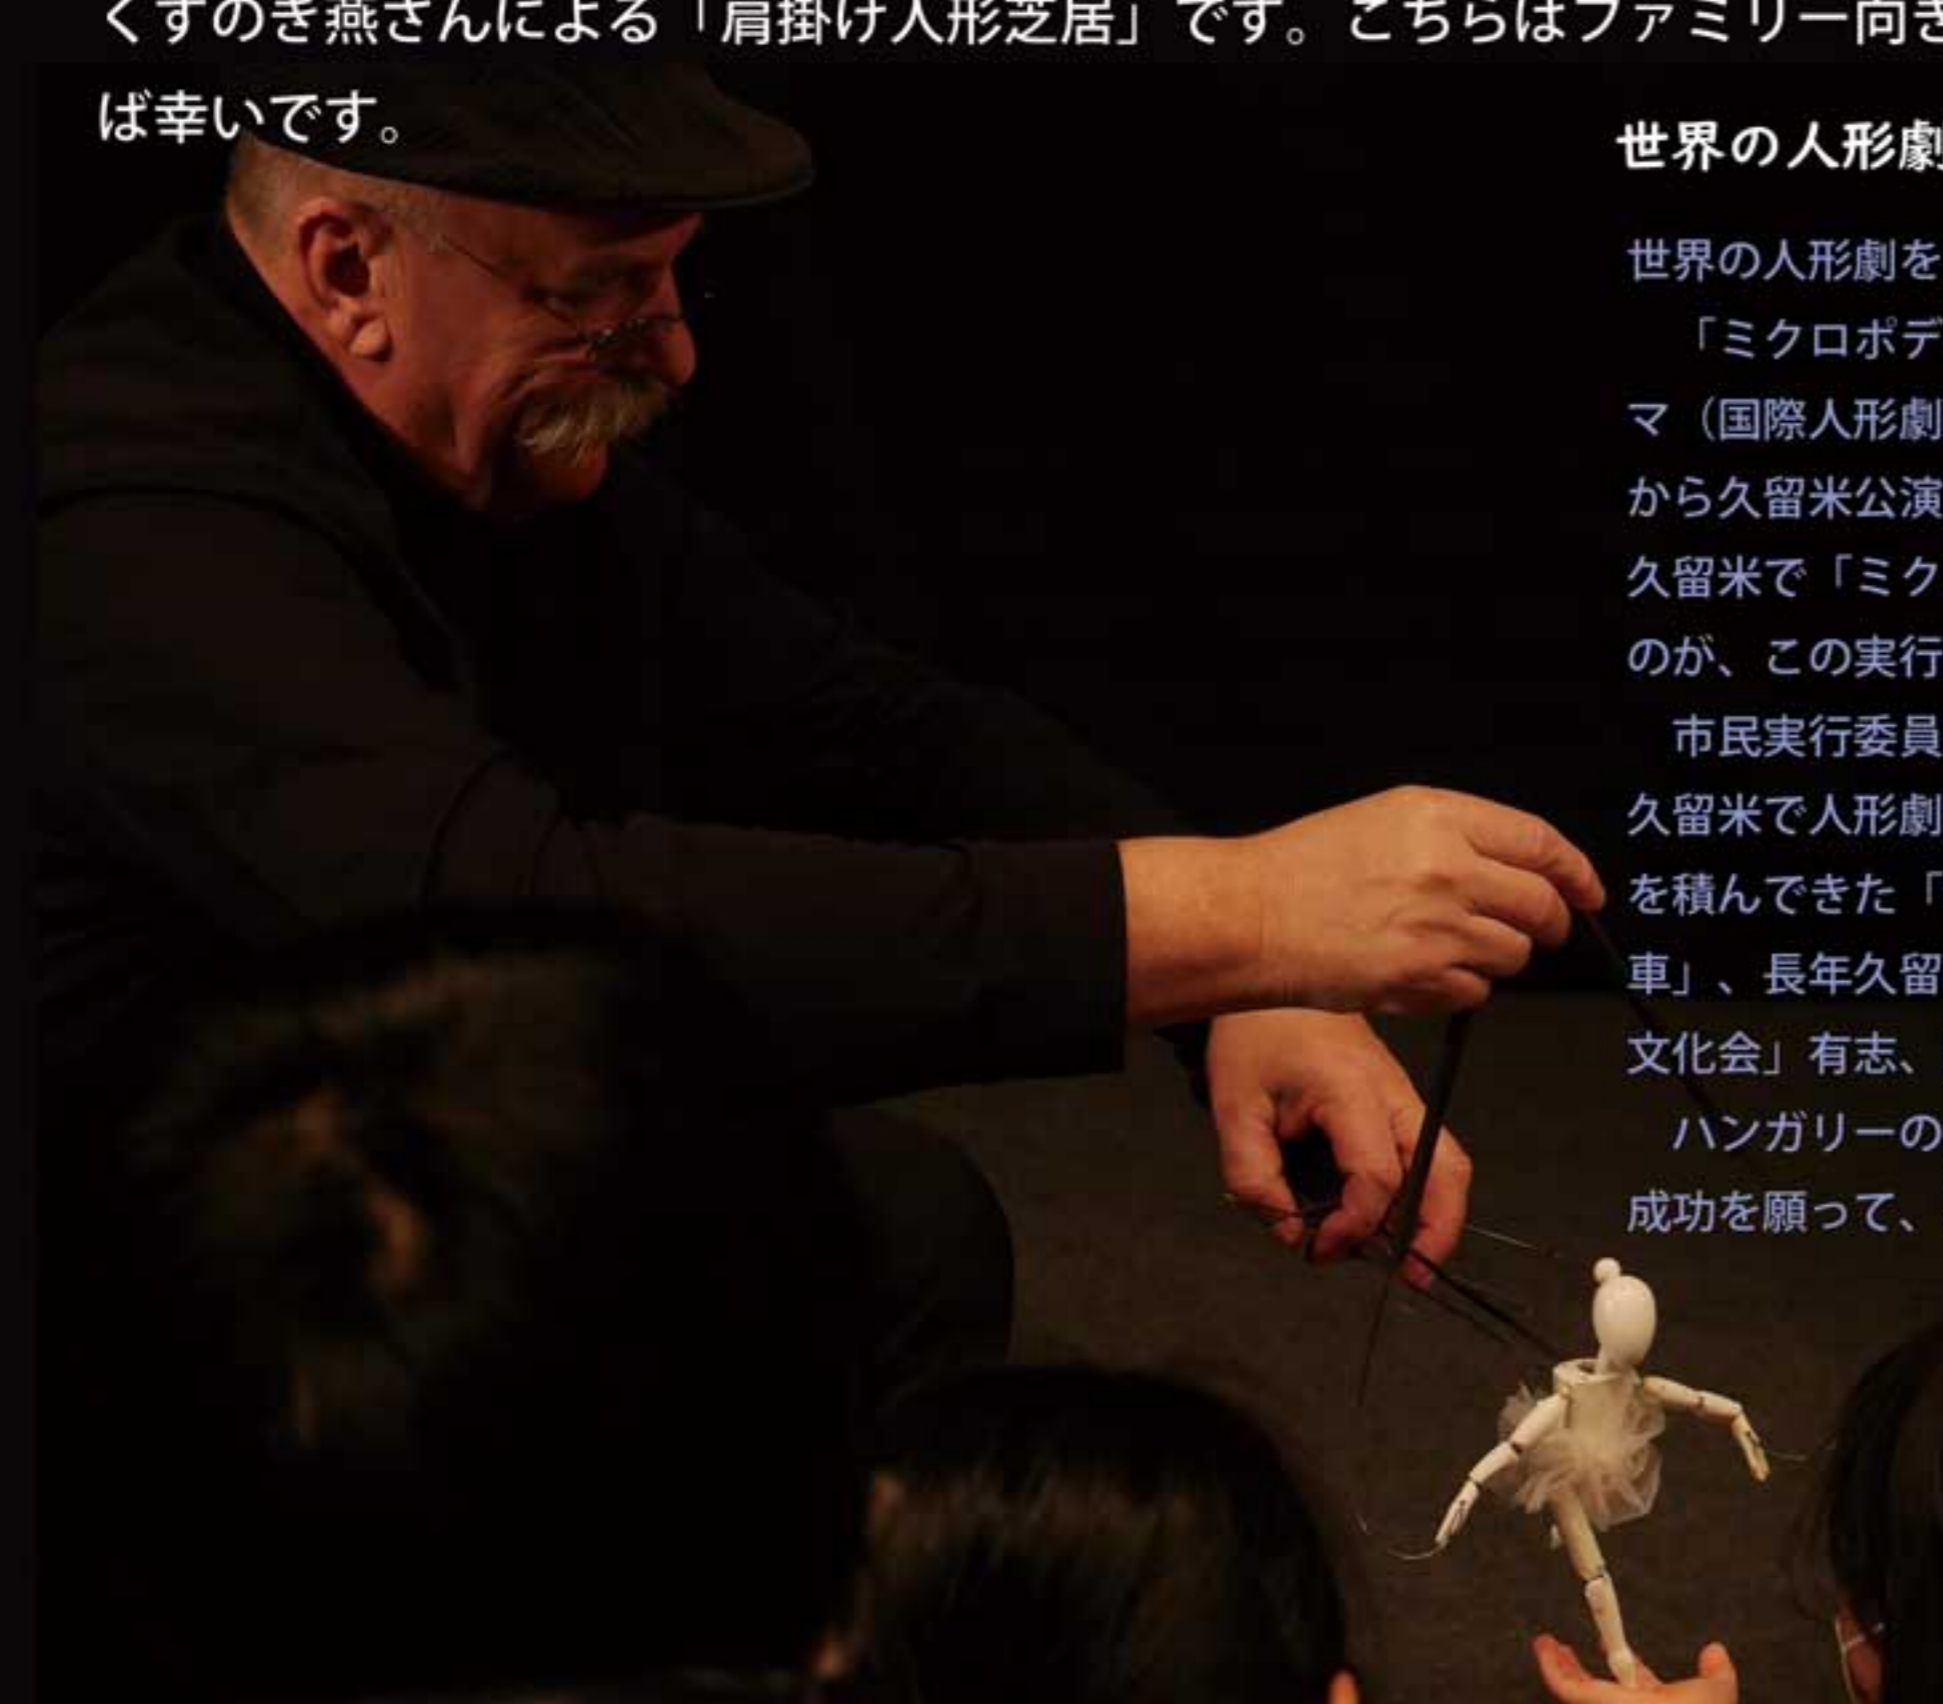 くすのき燕さんによる「肩掛け人形芝居」です。こちらはファミリー向き
ば幸いです。
世界の人形劇
世界の人形劇を
「ミクロポデ
マ（国際人形劇
から久留米公演
久留米で「ミク
のが、この実行
市民実行委員
久留米で人形劇
を積んできた「
車」、長年久留
文化会」有志、
ハンガリーの
成功を願って、